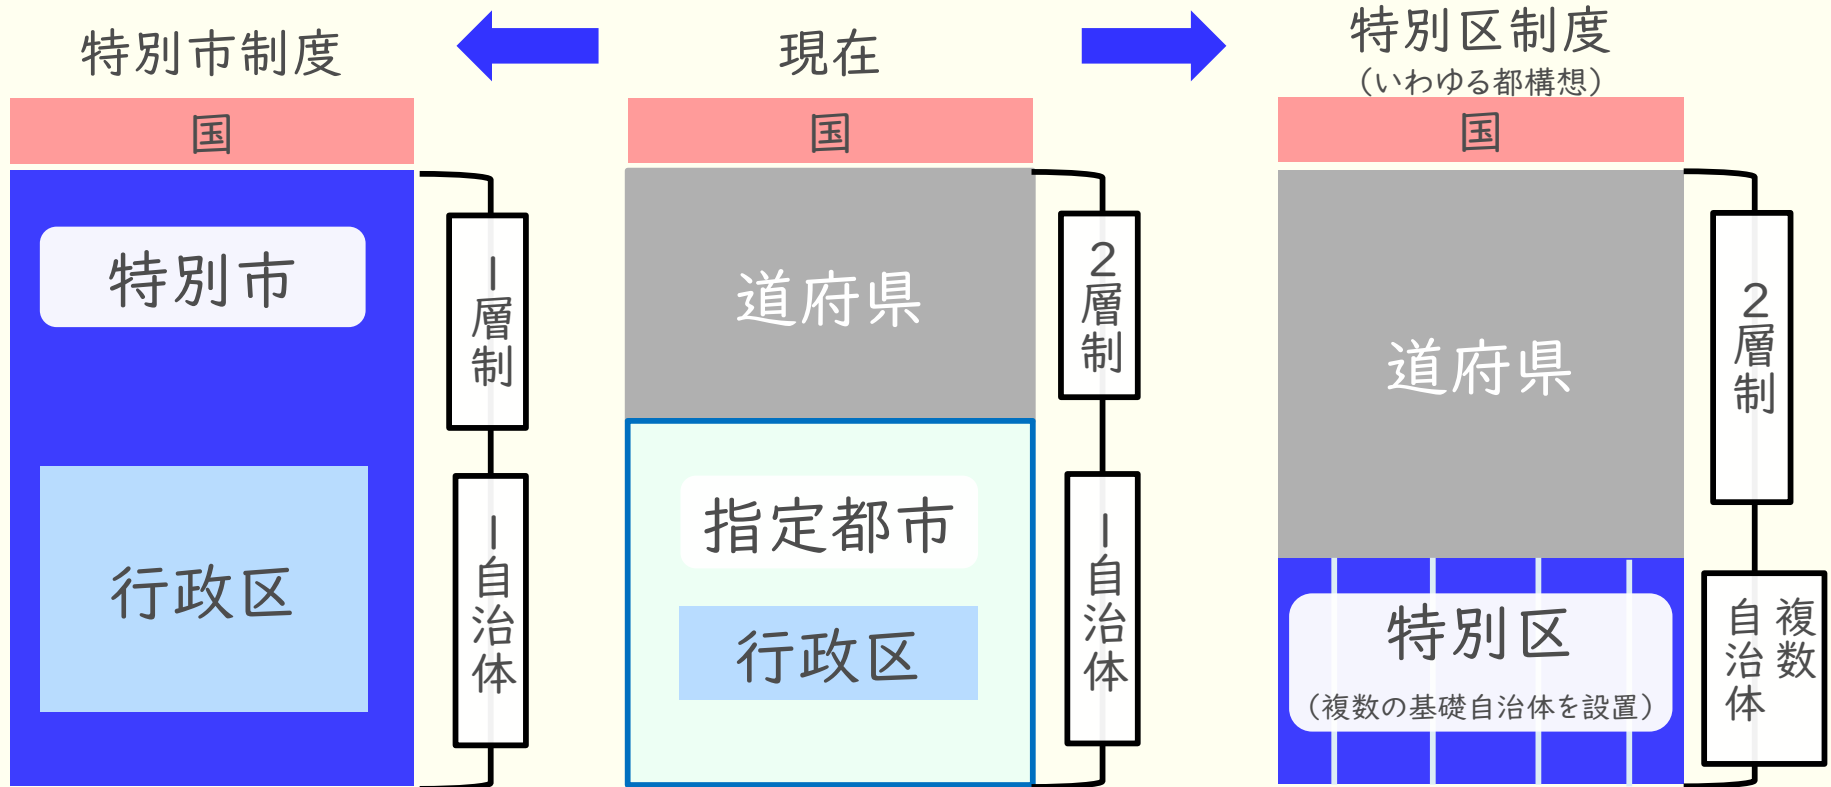 特別市制度
国
特別市
行政区
1層制
1自治体
現在
国
道府県
指定都市
行政区
2層制
1自治体
特別区制度
（いわゆる都構想）
国
道府県
特別区
（複数の基礎自治体を設置）
2層制
複数
自治体